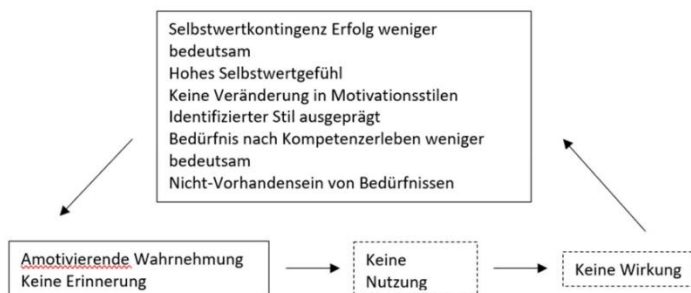 Selbstwertkontingenz Erfolg weniger
bedeutsam
Hohes Selbstwertgefühl
Keine Veränderung in Motivationsstilen
Identifizierter Stil ausgeprägt
Bedürfnis nach Kompetenzerleben weniger
bedeutsam
Nicht-Vorhandensein von Bedürfnissen
Amotivierende Wahrnehmung
Keine Erinnerung
Keine
Nutzung
Keine Wirkung